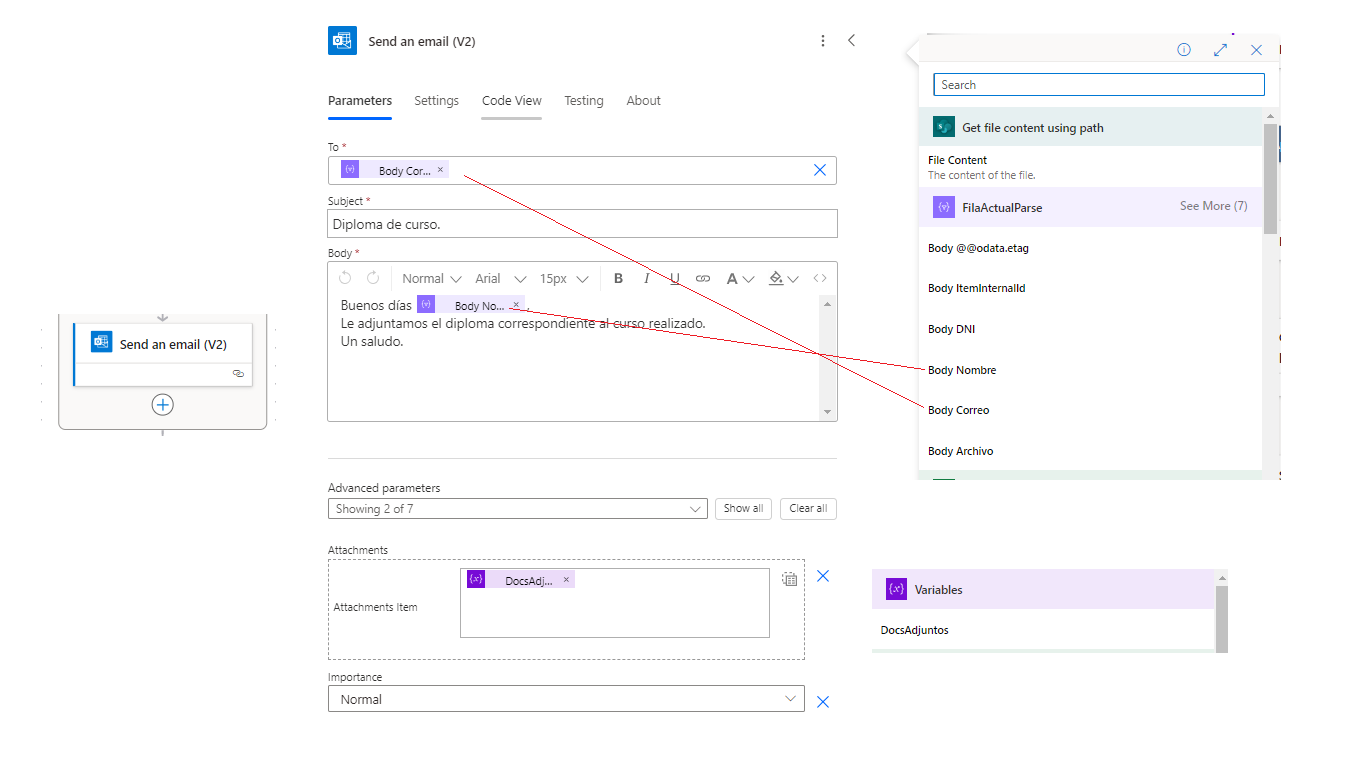 Send an email (V2)
Send an email (V2)
Parameters
Settings
Code View
Testing
About
To *
Body Cor... ×
Subject *
Diploma de curso.
Body *
Normal
Arial
15px
B
I
U
A
Buenos días Body No... × .
Le adjuntamos el diploma correspondiente al curso realizado.
Un saludo.
Advanced parameters
Showing 2 of 7
Show all
Clear all
Attachments
Attachments Item
DocsAdj... ×
Importance
Normal
Search
Get file content using path
File Content
The content of the file.
FilaActualParse
See More (7)
Body @@odata.etag
Body ItemInternalId
Body DNI
Body Nombre
Body Correo
Body Archivo
Variables
DocsAdjuntos